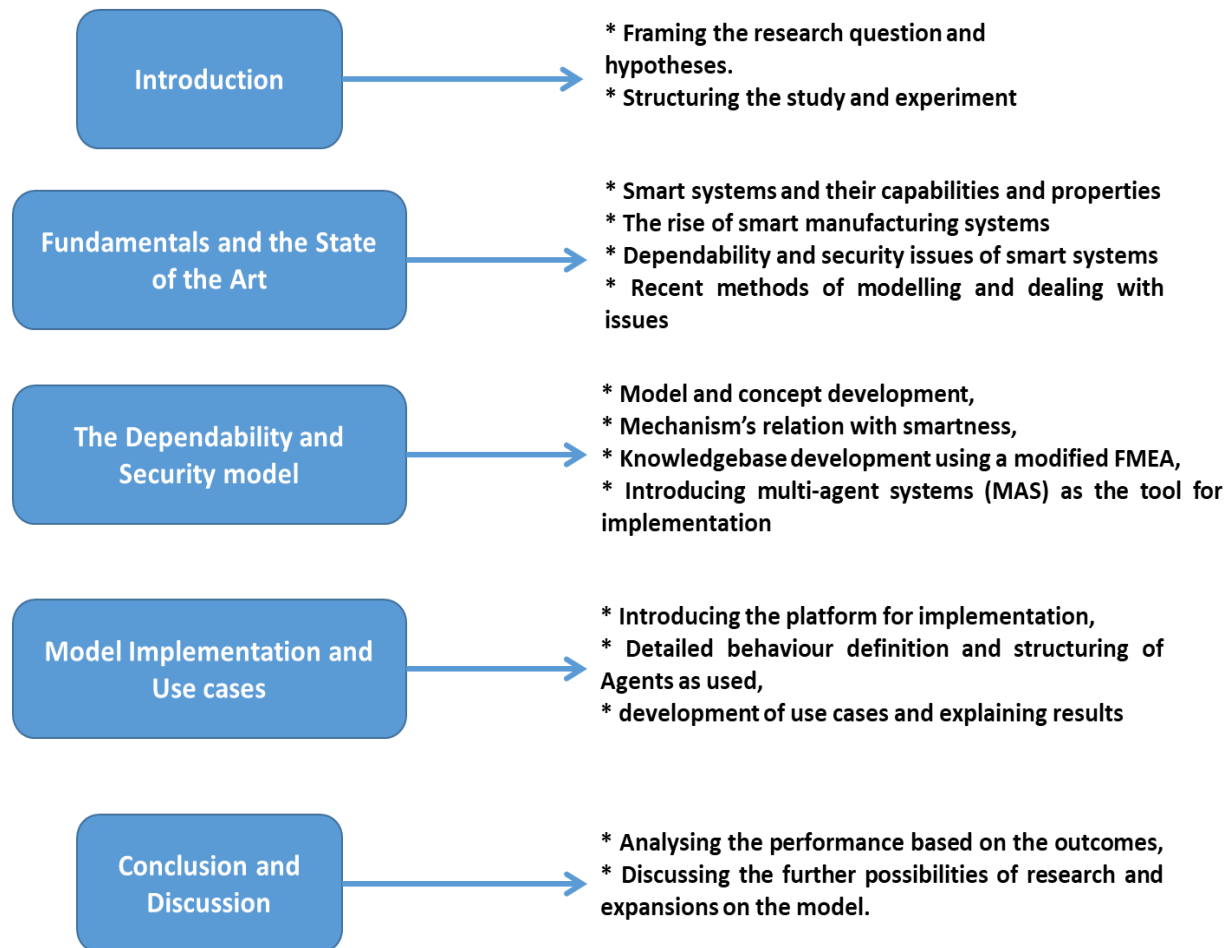 Introduction
* Framing the research question and
hypotheses.
* Structuring the study and experiment
Fundamentals and the State
of the Art
* Smart systems and their capabilities and properties
* The rise of smart manufacturing systems
* Dependability and security issues of smart systems
* Recent methods of modelling and dealing with
issues
The Dependability and
Security model
* Model and concept development,
* Mechanism’s relation with smartness,
* Knowledgebase development using a modified FMEA,
* Introducing multi-agent systems (MAS) as the tool for
implementation
Model Implementation and
Use cases
* Introducing the platform for implementation,
* Detailed behaviour definition and structuring of
Agents as used,
* development of use cases and explaining results
Conclusion and
Discussion
* Analysing the performance based on the outcomes,
* Discussing the further possibilities of research and
expansions on the model.